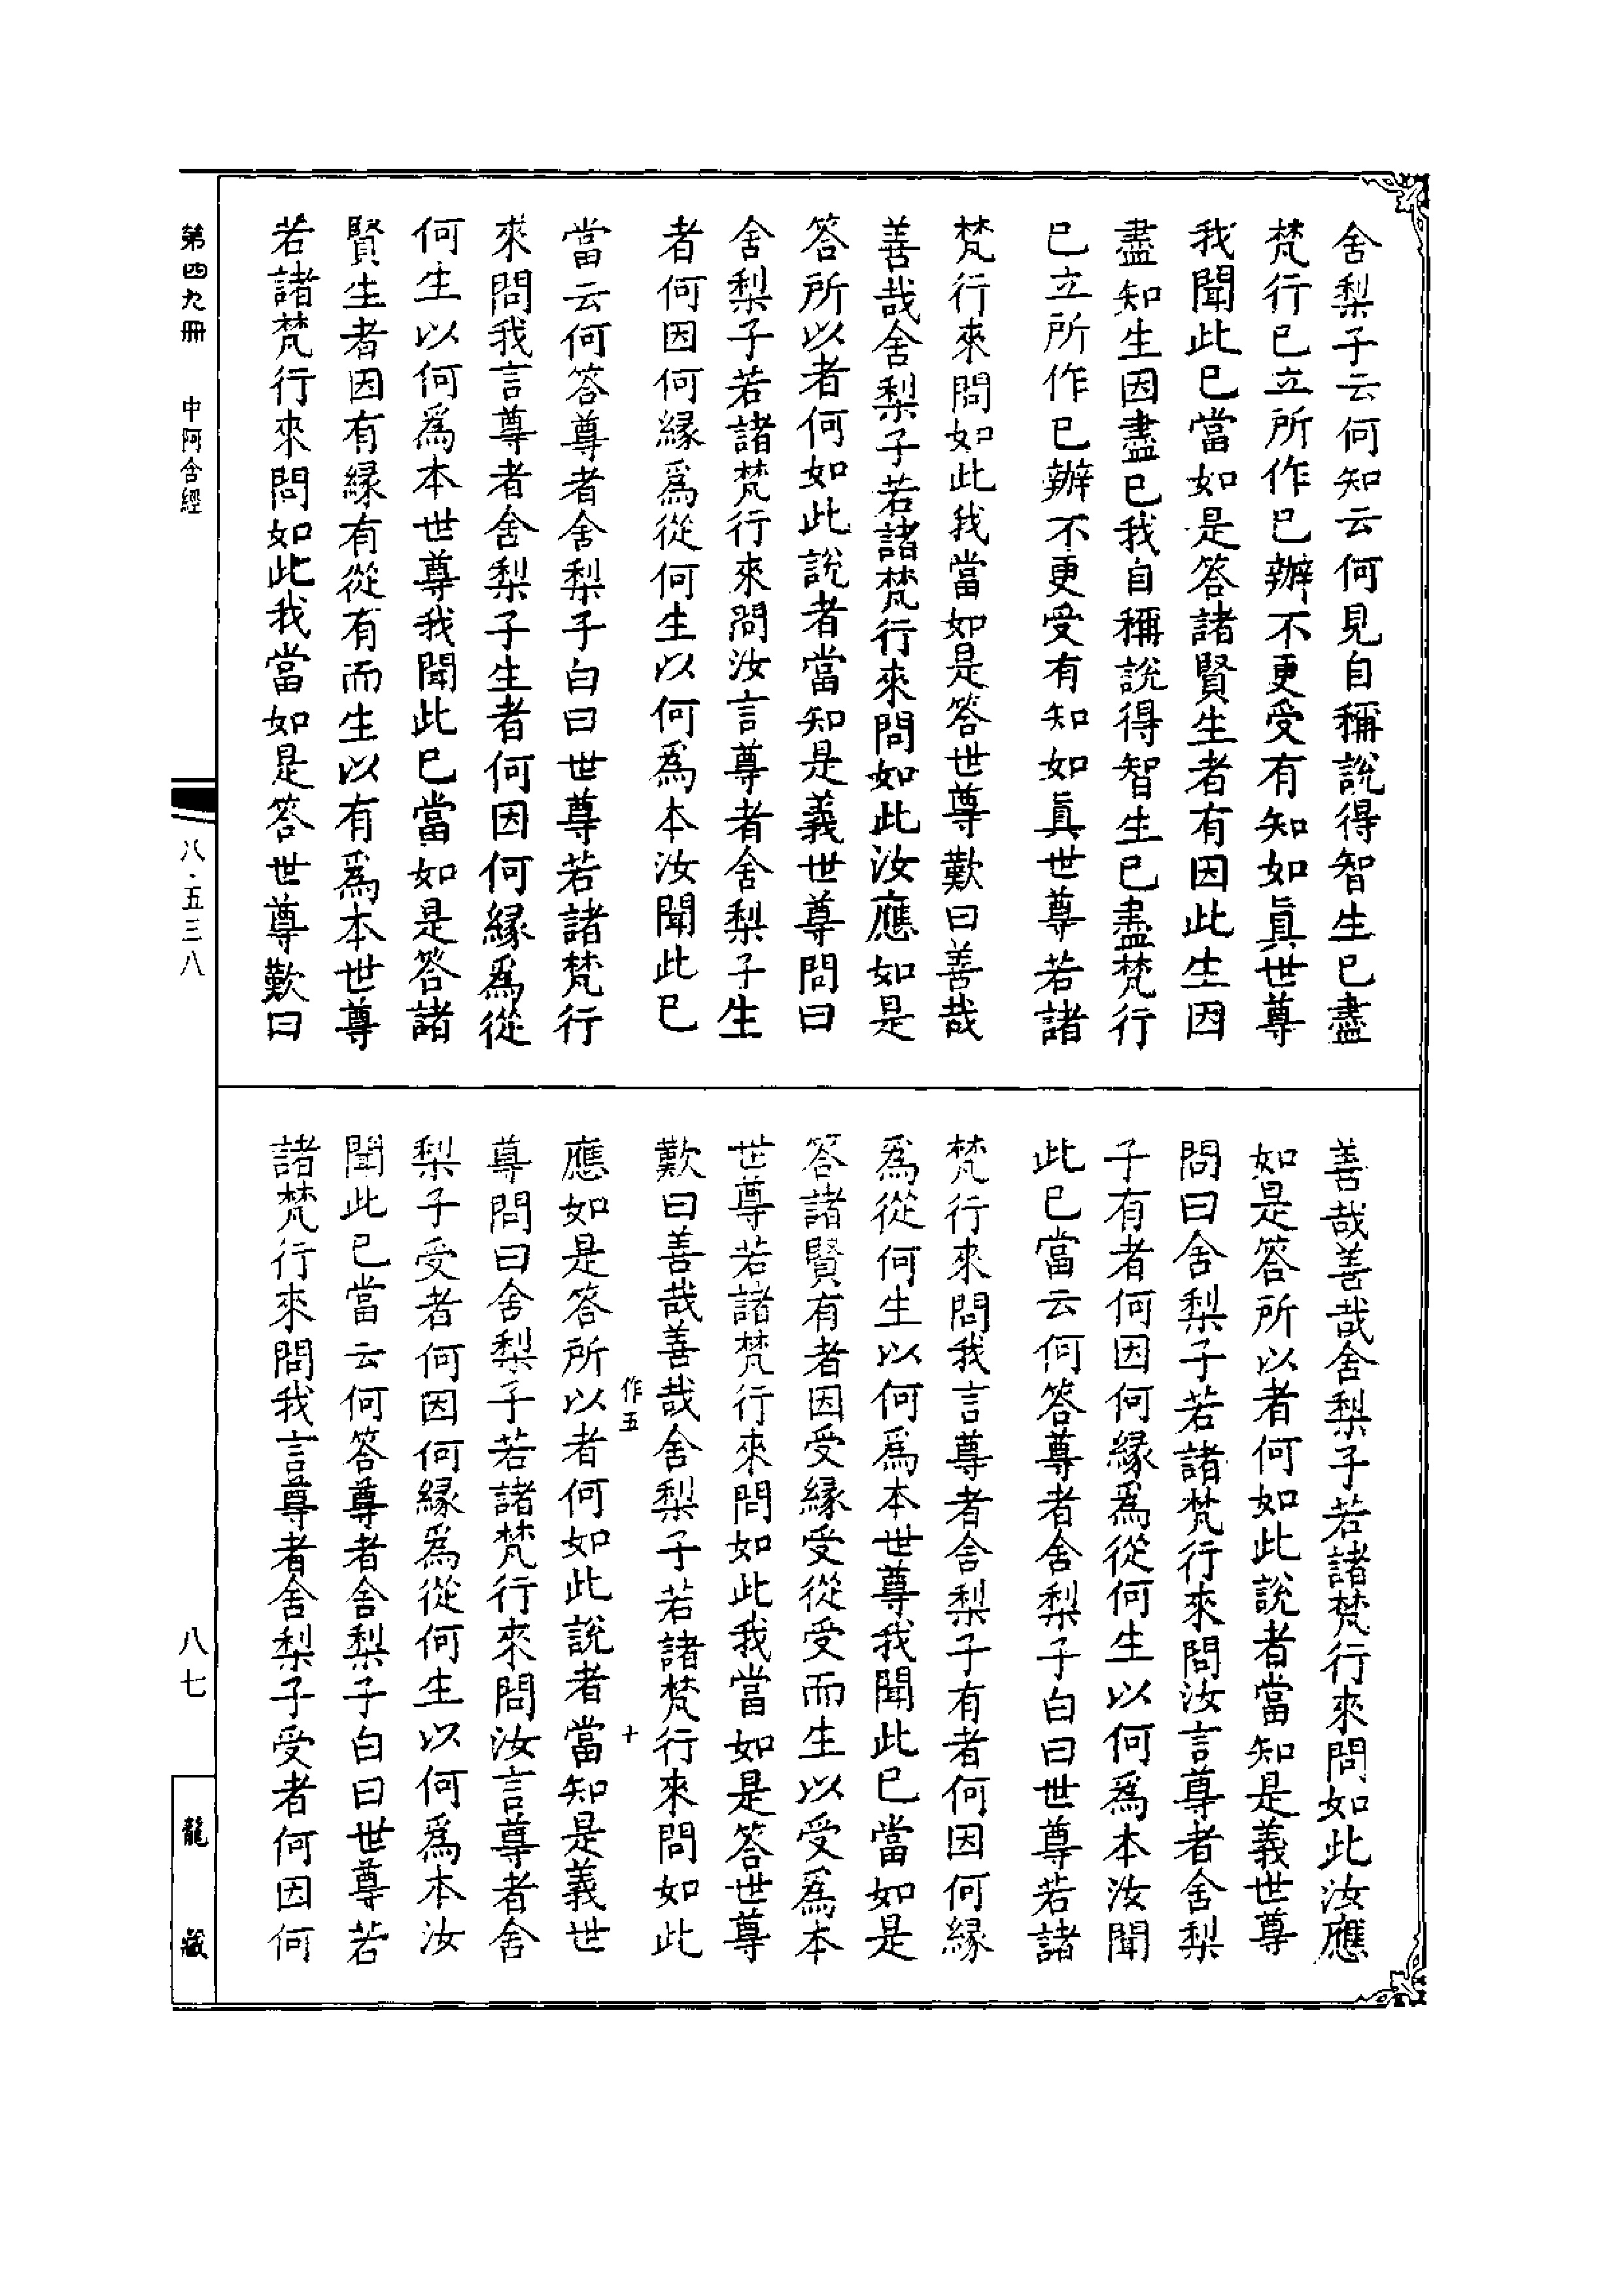 舍梨子云何知云何見自稱說得智生已盡
梵行已立所作已辦不更受有知如眞世尊
我聞此已當如是答諸賢生者有因此生因
盡知生因盡已我自稱說得智生已盡梵行
已立所作已辦不更受有知如眞世尊若諸
梵行來問如此我當如是答世尊歎曰善哉
善哉舍梨子若諸梵行來問如此汝應如是
答所以者何如此說者當知是義世尊問曰
舍梨子若諸梵行來問汝言尊者舍梨子生
者何因何緣爲從何生以何爲本汝聞此已
當云何答尊者舍梨子白曰世尊若諸梵行
來問我言尊者舍梨子生者何因何緣爲從
何生以何爲本世尊我聞此已當如是答諸
賢生者因有緣有從有而生以有爲本世尊
若諸梵行來問如此我當如是答世尊歎曰
善哉善哉舍梨子若諸梵行來問如此汝應
如是答所以者何如此說者當知是義世尊
問曰舍梨子若諸梵行來問汝言尊者舍梨
子有者何因何緣爲從何生以何爲本汝聞
此已當云何答尊者舍梨子白曰世尊若諸
梵行來問我言尊者舍梨子有者何因何緣
爲從何生以何爲本世尊我聞此已當如是
答諸賢有者因受緣受從受而生以受爲本
世尊若諸梵行來問如此我當如是答世尊
歎曰善哉善哉舍梨子若諸梵行來問如此
作五 十
應如是答所以者何如此說者當知是義世
尊問曰舍梨子若諸梵行來問汝言尊者舍
梨子受者何因何緣爲從何生以何爲本汝
聞此已當云何答尊者舍梨子白曰世尊若
諸梵行來問我言尊者舍梨子受者何因何
第四九冊 中阿含經
八·五三八
八七
龍藏